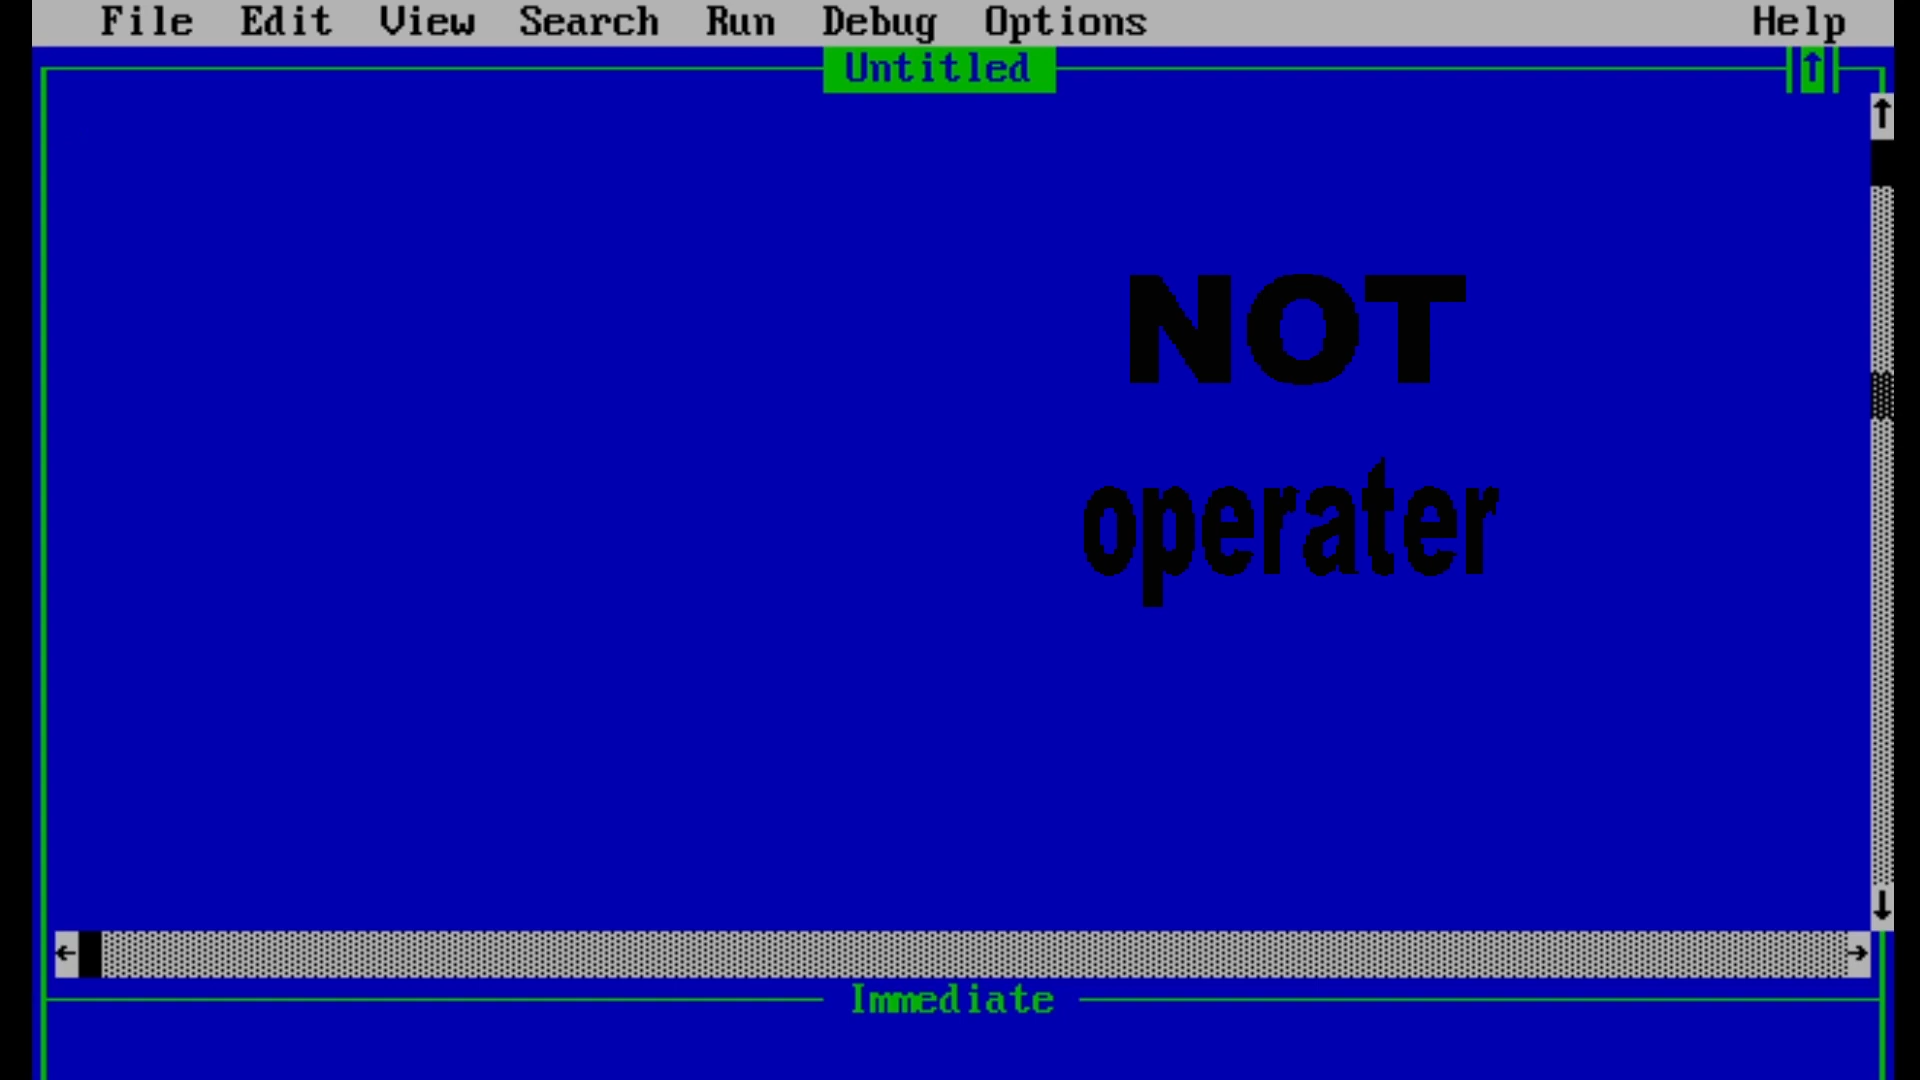 File Edit View Search Run Debug Options Help
Untitled
NOT
operater
Immediate